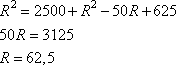 R² = 2500 + R² − 50R + 625
50R = 3125
R = 62,5